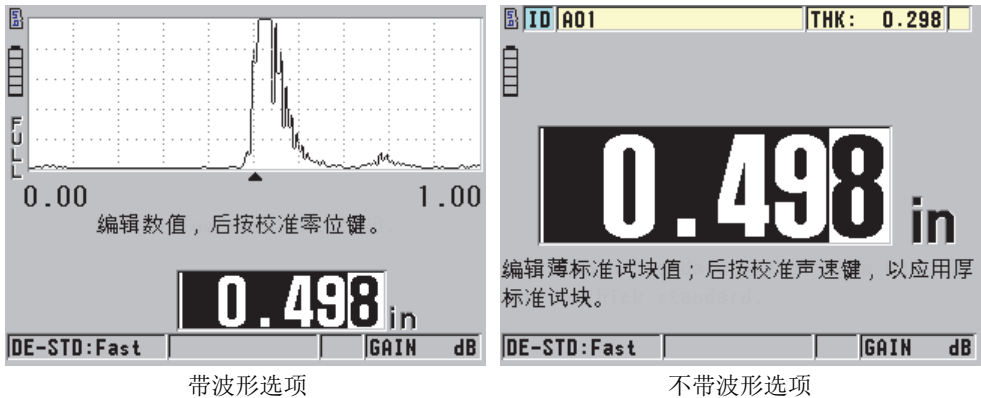 FULL
0.00 1.00
编辑数值，后按校准零位键。
0.498 in
DE-STD:Fast GAIN dB
带波形选项
ID A01 THK: 0.298
0.498 in
编辑薄标准试块值；后按校准声速键，以应用厚
标准试块。
DE-STD:Fast GAIN dB
不带波形选项